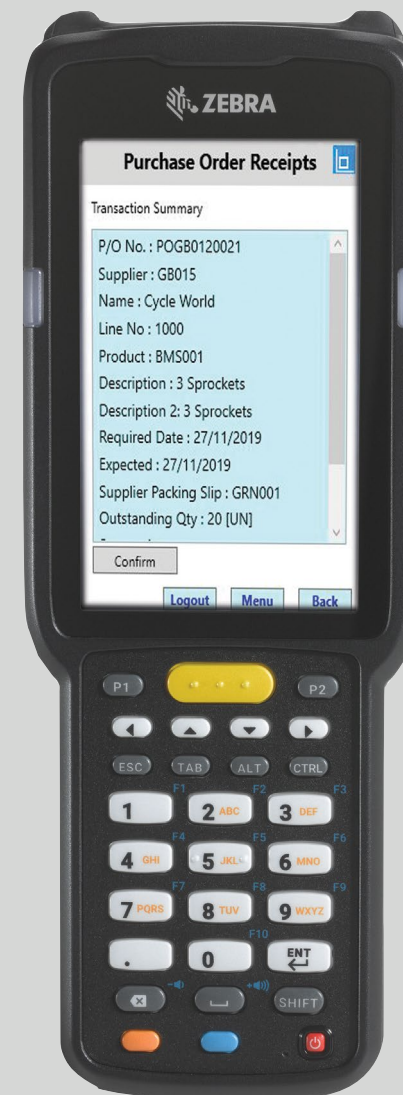 ZEBRA
Purchase Order Receipts
Transaction Summary
P/O No. : POGB0120021
Supplier : GB015
Name : Cycle World
Line No : 1000
Product : BMS001
Description : 3 Sprockets
Description 2: 3 Sprockets
Required Date : 27/11/2019
Expected : 27/11/2019
Supplier Packing Slip : GRN001
Outstanding Qty : 20 [UN]
Confirm
Logout Menu Back
P1 P2
ESC TAB ALT CTRL
F1 F2 F3
1 2 ABC 3 DEF
F4 F5 F6
4 GHI 5 JKL 6 MNO
F7 F8 F9
7 PQRS 8 TUV 9 WXYZ
F10
. 0 ENT
SHIFT